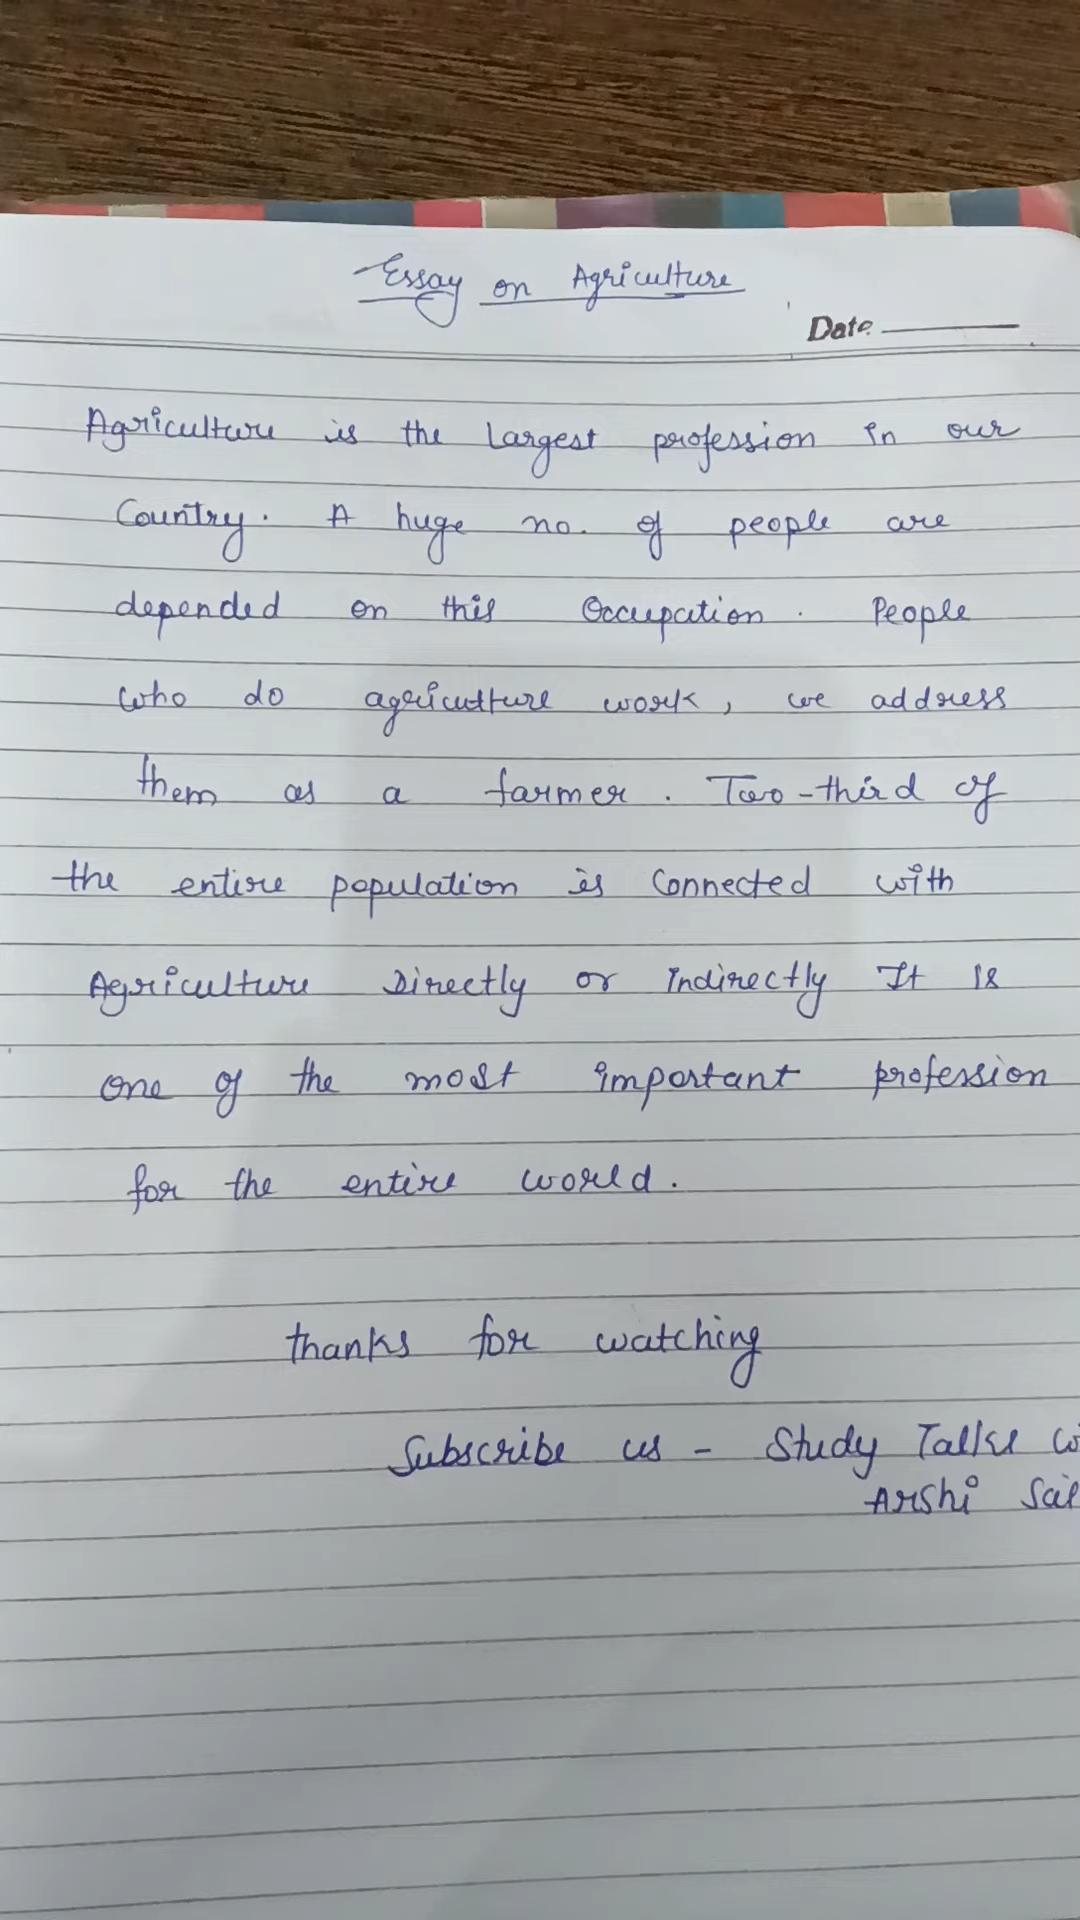 Essay on Agriculture
Date
Agriculture is the largest profession in our
Country. A huge no. of people are
depended on this Occupation. People
who do agriculture work, we address
them as a farmer. Two-third of
the entire population is Connected with
Agriculture Directly or Indirectly It is
one of the most important profession
for the entire world.
thanks for watching
Subscribe us - Study Talks
Arshi